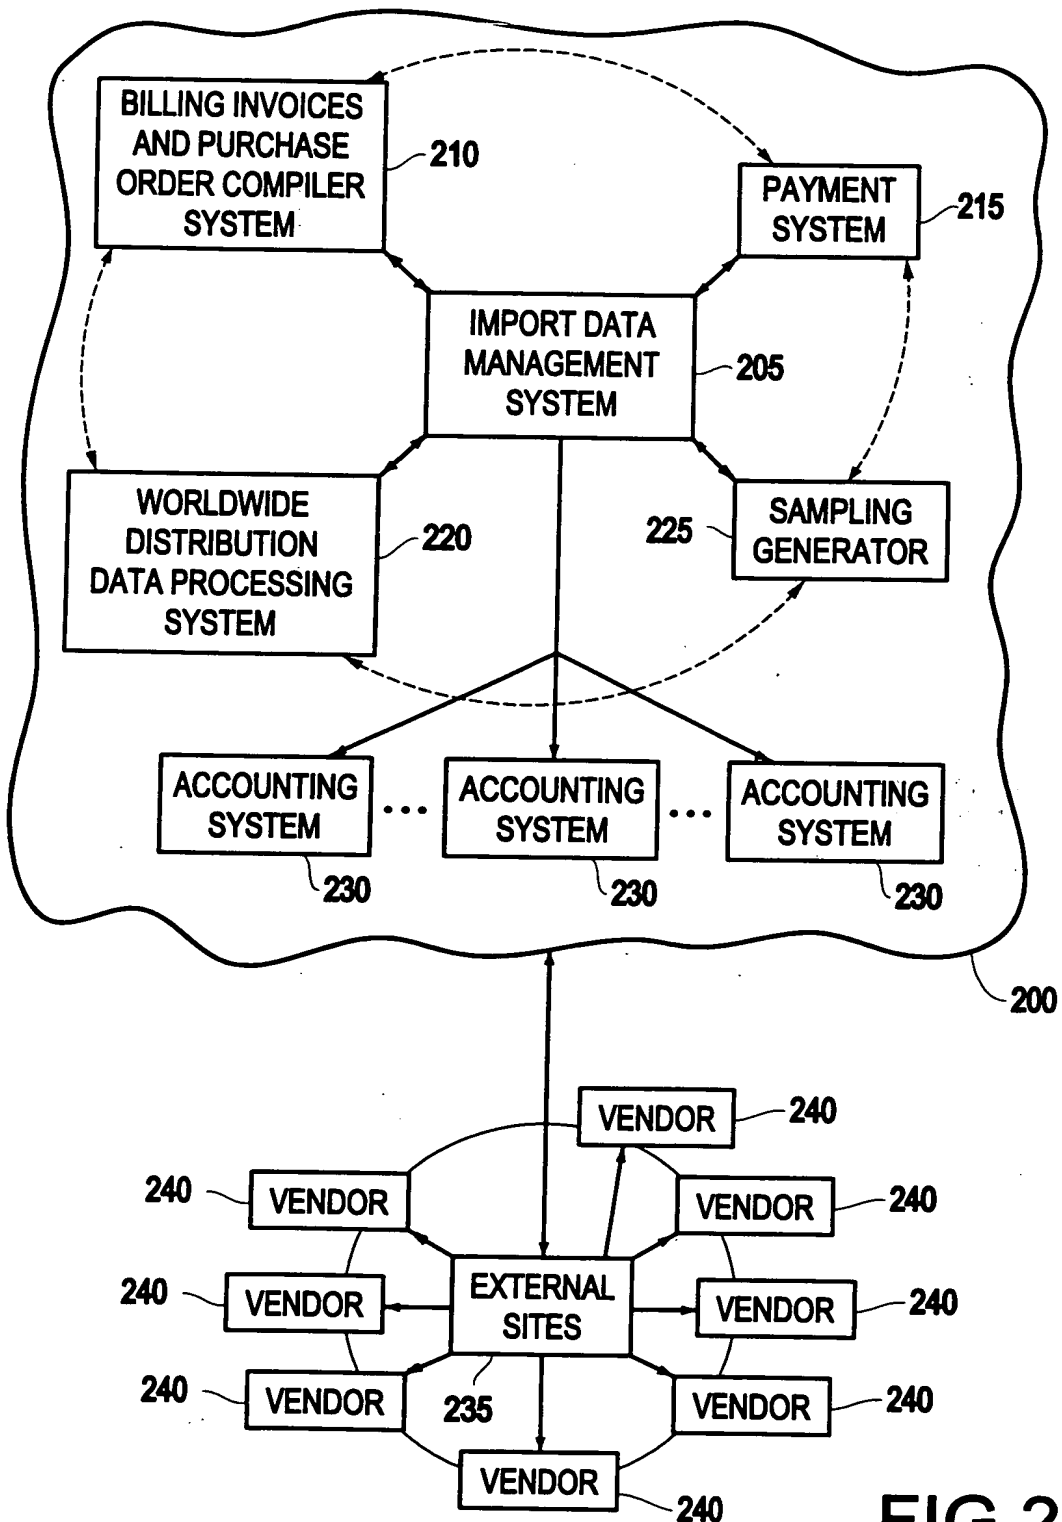 BILLING INVOICES
AND PURCHASE
ORDER COMPILER
SYSTEM
210
PAYMENT
SYSTEM
215
IMPORT DATA
MANAGEMENT
SYSTEM
205
WORLDWIDE
DISTRIBUTION
DATA PROCESSING
SYSTEM
220
225
SAMPLING
GENERATOR
ACCOUNTING
SYSTEM
230
ACCOUNTING
SYSTEM
230
ACCOUNTING
SYSTEM
230
200
VENDOR
240
240
VENDOR
VENDOR
240
240
VENDOR
EXTERNAL
SITES
235
VENDOR
240
240
VENDOR
VENDOR
240
VENDOR
240
FIG.2